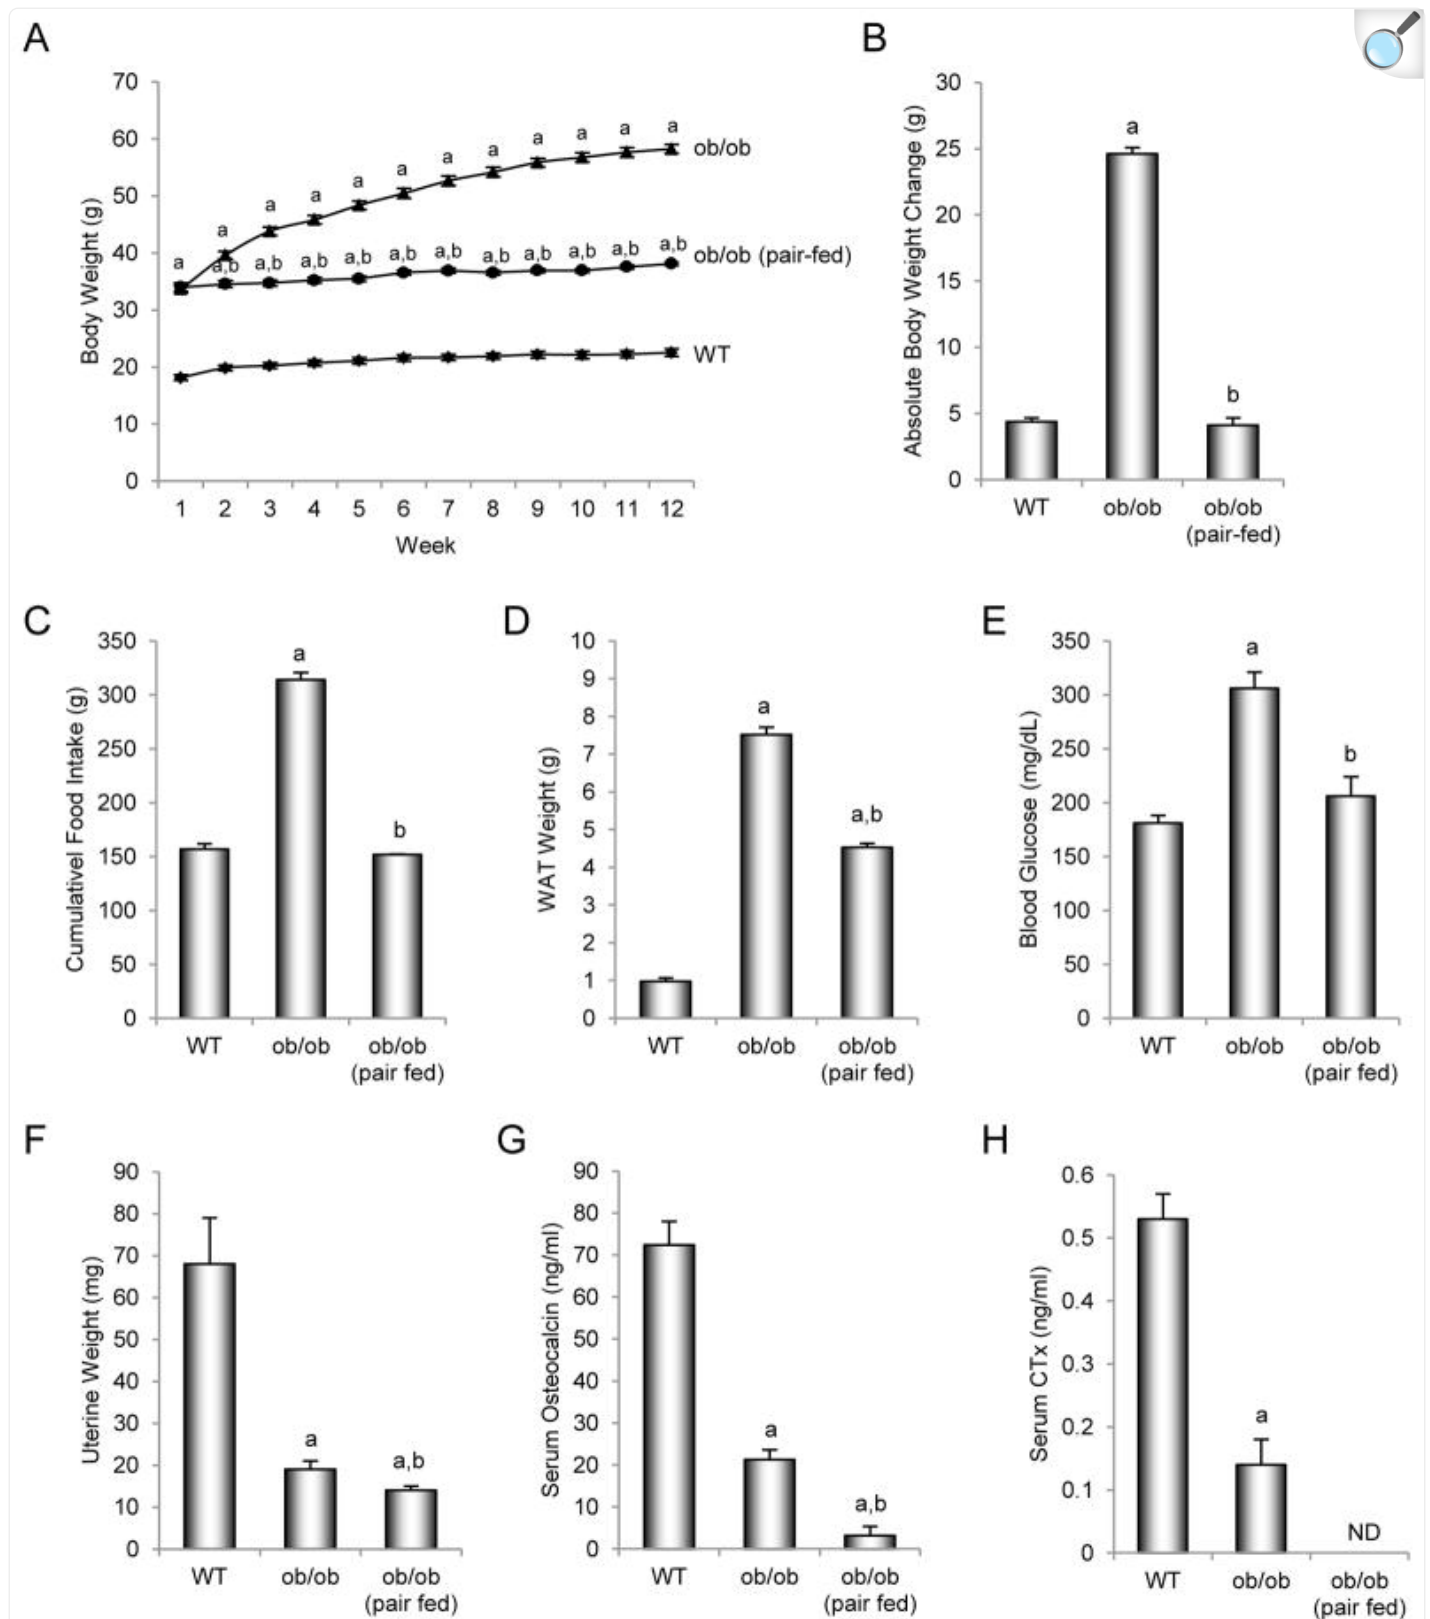 A
70
60
50
40
30
20
10
0
Body Weight (g)
a
a a a a a a a a a a a
a,b a,b a,b a,b a,b a,b a,b a,b a,b a,b a,b
ob/ob
ob/ob (pair-fed)
WT
1 2 3 4 5 6 7 8 9 10 11 12
Week
B
30
25
20
15
10
5
0
Absolute Body Weight Change (g)
a
b
WT ob/ob ob/ob
(pair-fed)
C
350
300
250
200
150
100
50
0
Cumulativel Food Intake (g)
a
b
WT ob/ob ob/ob
(pair fed)
D
10
9
8
7
6
5
4
3
2
1
0
WAT Weight (g)
a
a,b
WT ob/ob ob/ob
(pair fed)
E
350
300
250
200
150
100
50
0
Blood Glucose (mg/dL)
a
b
WT ob/ob ob/ob
(pair fed)
F
90
80
70
60
50
40
30
20
10
0
Uterine Weight (mg)
a
a,b
WT ob/ob ob/ob
(pair fed)
G
90
80
70
60
50
40
30
20
10
0
Serum Osteocalcin (ng/ml)
a
a,b
WT ob/ob ob/ob
(pair fed)
H
0.6
0.5
0.4
0.3
0.2
0.1
0
Serum CTx (ng/ml)
a
ND
WT ob/ob ob/ob
(pair fed)